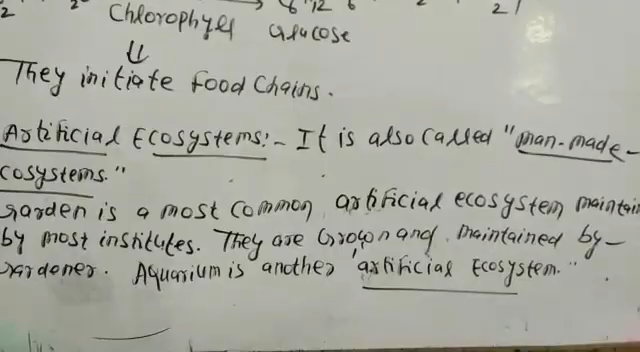 Chlorophyll Glucose
⇓
They initiate Food Chains.
Artificial Ecosystems:- It is also called "man-made-
cosystems."
garden is a most common artificial ecosystem maintain
by most institutes. They are Grown and maintained by-
gardener. Aquarium is another 'artificial Ecosystem."